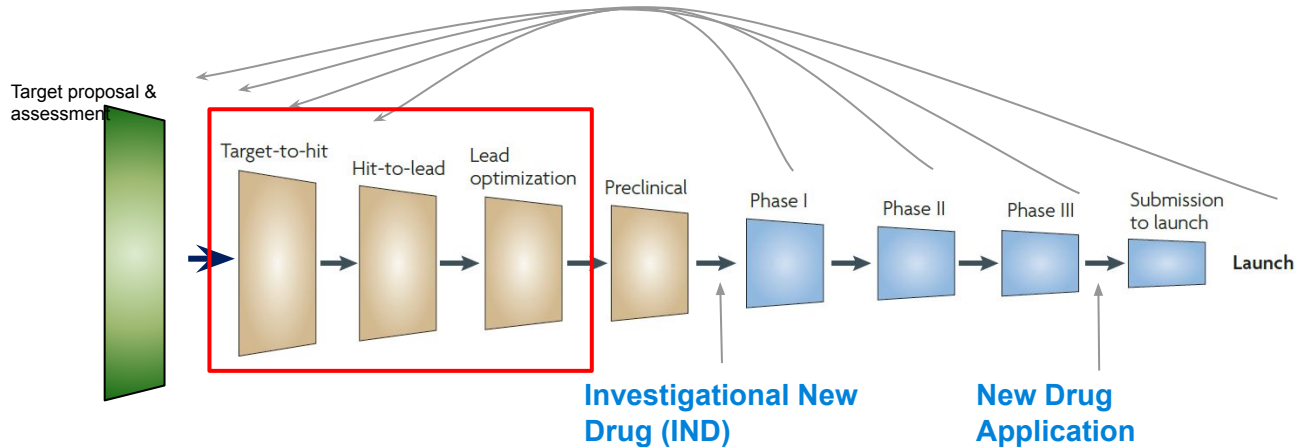 Target proposal &
assessment
Target-to-hit
Hit-to-lead
Lead
optimization
Preclinical
Phase I
Phase II
Phase III
Submission
to launch
Launch
Investigational New
Drug (IND)
New Drug
Application